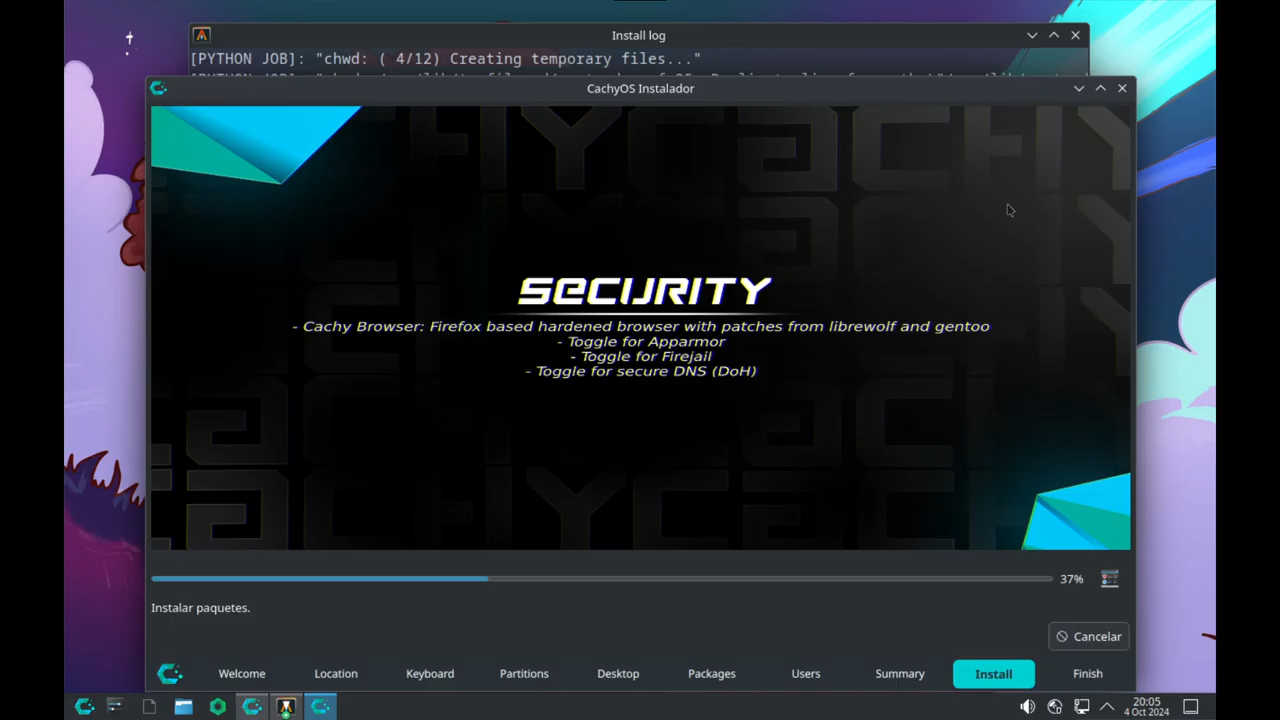 Install log
[PYTHON JOB]: "chwd: ( 4/12) Creating temporary files..."
CachyOS Instalador
SECURITY
- Cachy Browser: Firefox based hardened browser with patches from librewolf and gentoo
- Toggle for Apparmor
- Toggle for Firejail
- Toggle for secure DNS (DoH)
37%
Instalar paquetes.
Cancelar
Welcome Location Keyboard Partitions Desktop Packages Users Summary Install Finish
20:05
4 Oct 2024